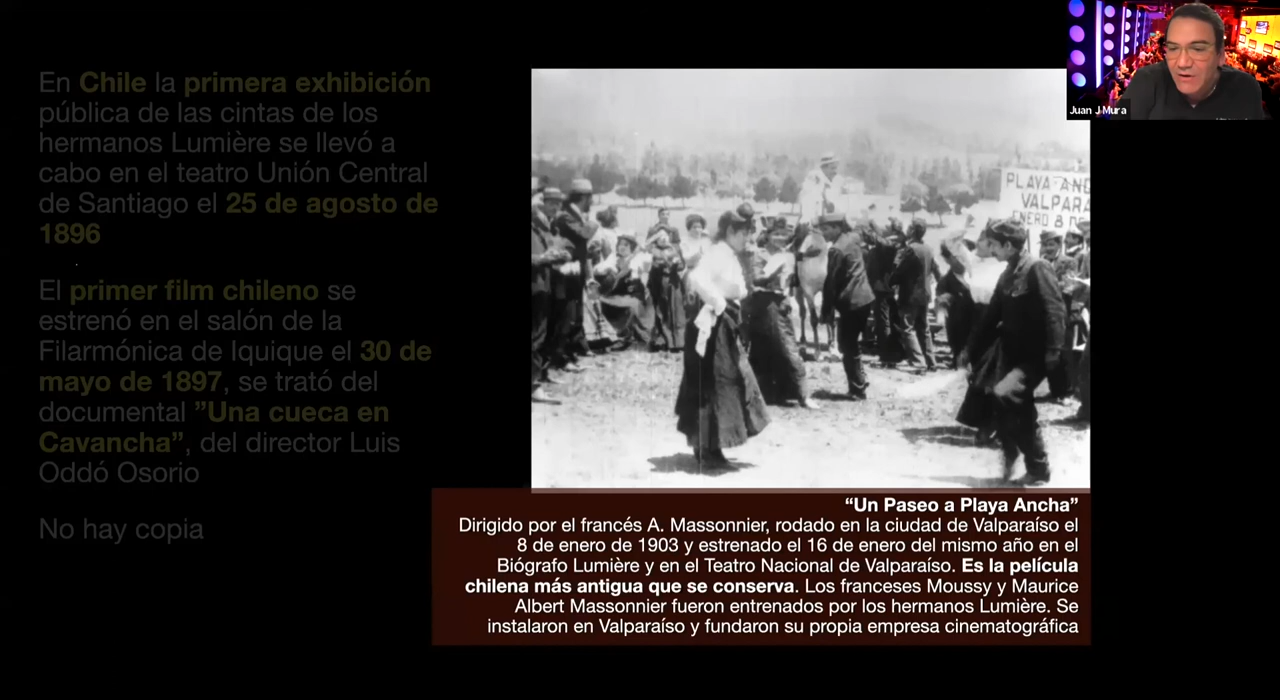 En Chile la primera exhibición
pública de las cintas de los
hermanos Lumière se llevó a
cabo en el teatro Unión Central
de Santiago el 25 de agosto de
1896
El primer film chileno se
estrenó en el salón de la
Filarmónica de Iquique el 30 de
mayo de 1897, se trató del
documental ”Una cueca en
Cavancha”, del director Luis
Oddó Osorio
No hay copia
Juan J Mura
PLAYA ANC
VALPARA
ENERO 8 DE
“Un Paseo a Playa Ancha”
Dirigido por el francés A. Massonnier, rodado en la ciudad de Valparaíso el
8 de enero de 1903 y estrenado el 16 de enero del mismo año en el
Biógrafo Lumière y en el Teatro Nacional de Valparaíso. Es la película
chilena más antigua que se conserva. Los franceses Moussy y Maurice
Albert Massonnier fueron entrenados por los hermanos Lumière. Se
instalaron en Valparaíso y fundaron su propia empresa cinematográfica